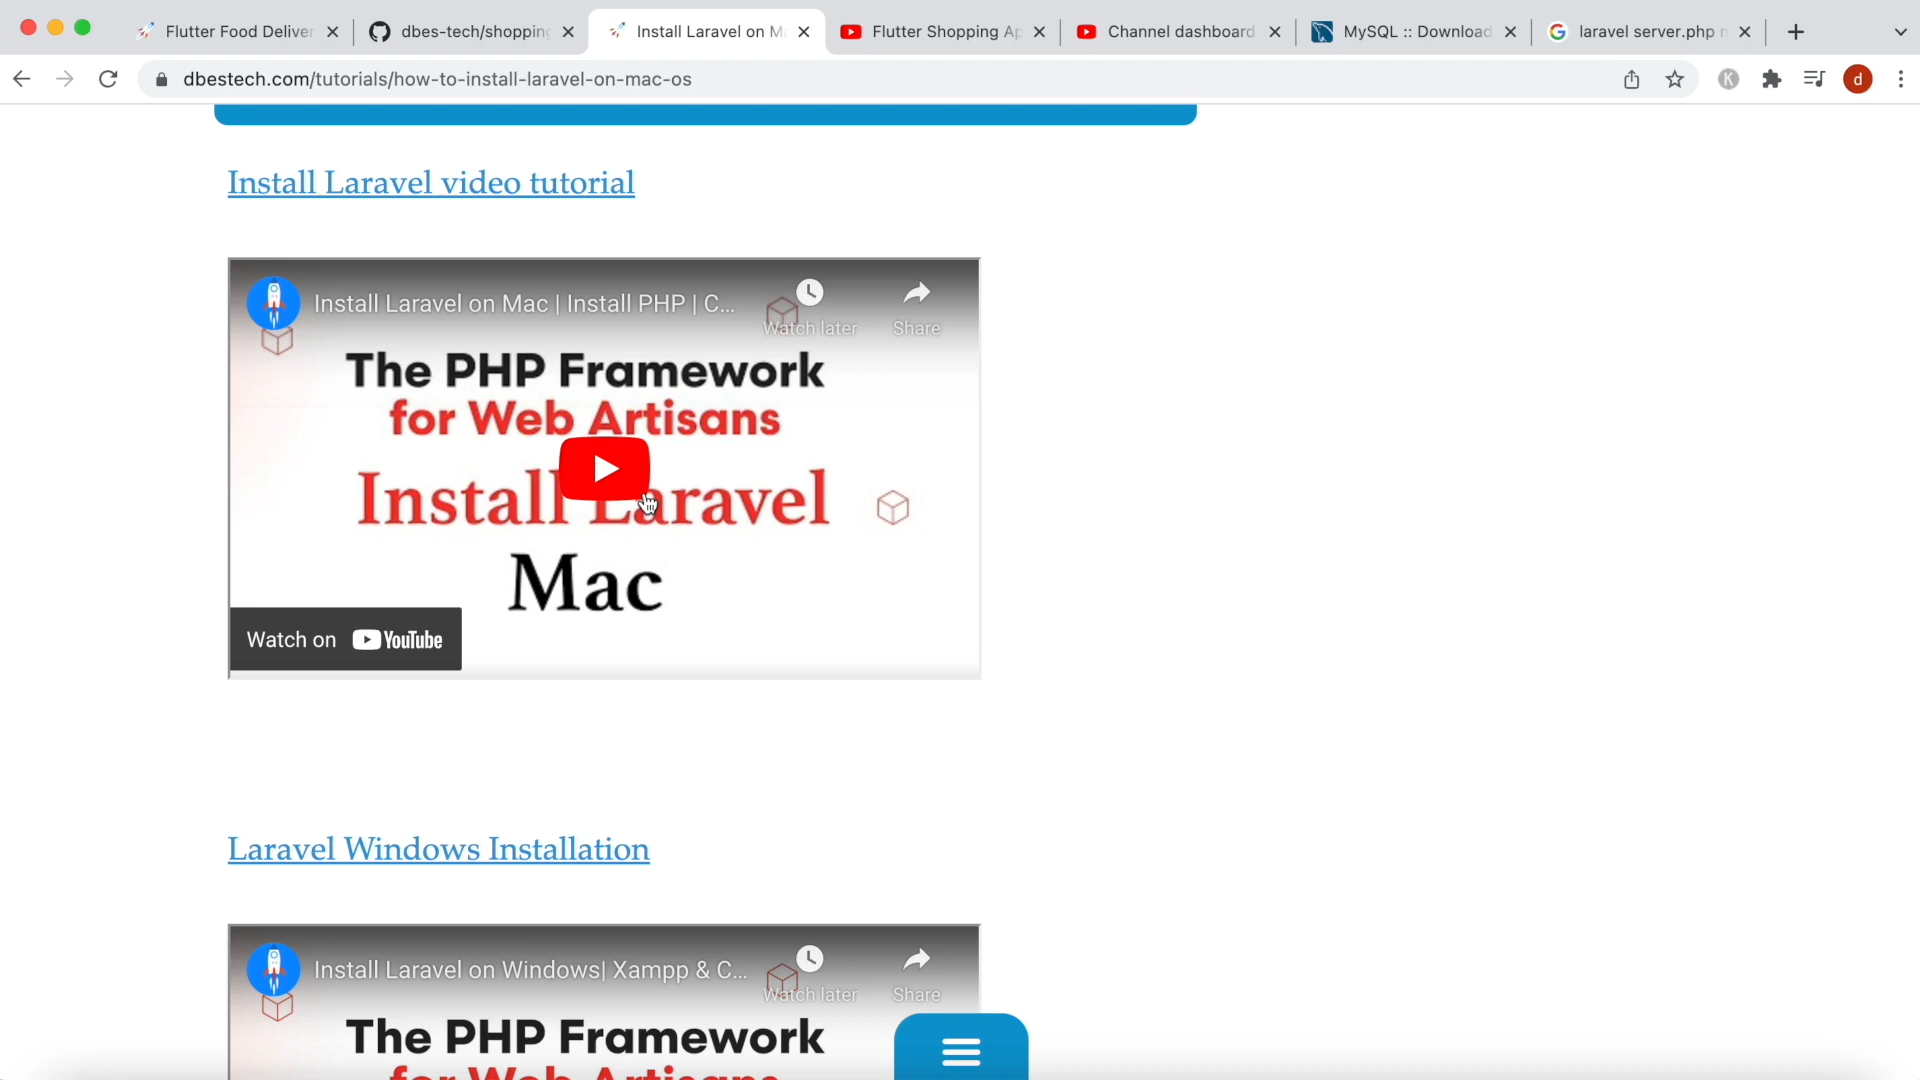 Flutter Food Deliver
dbes-tech/shopping
Install Laravel on M
Flutter Shopping Ap
Channel dashboard
MySQL :: Download
laravel server.php
dbestech.com/tutorials/how-to-install-laravel-on-mac-os
K
d
Install Laravel video tutorial
Install Laravel on Mac | Install PHP | C...
Watch later
Share
The PHP Framework
for Web Artisans
Install Laravel
Mac
Watch on YouTube
Laravel Windows Installation
Install Laravel on Windows| Xampp & C...
Watch later
Share
The PHP Framework
for Web Artisans